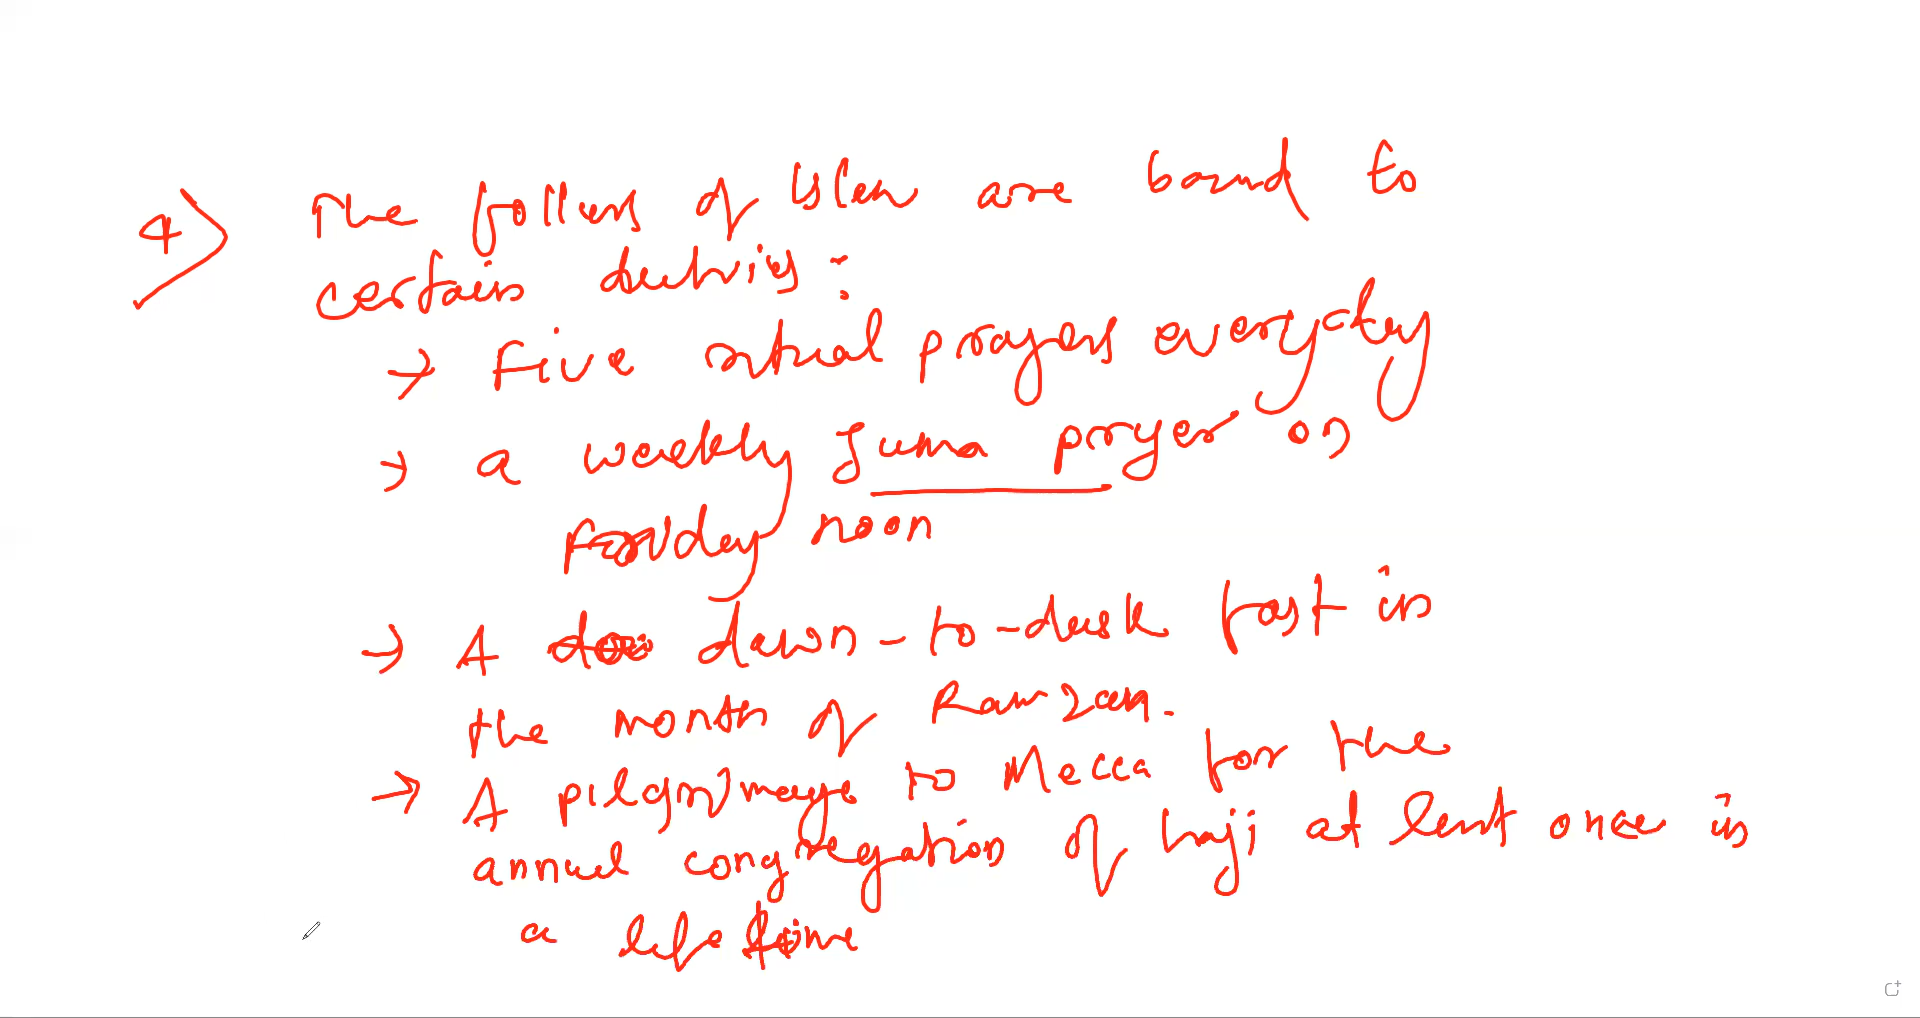 4) The follwers of Islam are bound to
certain duties :
→ Five ritual prayers everyday
→ a weekly Juma prayer on
Friday noon
→ A dawn-to-dusk fast in
the month of Ramzan.
→ A pilgrimage to Mecca for the
annual congregation of haji at least once in
a life time